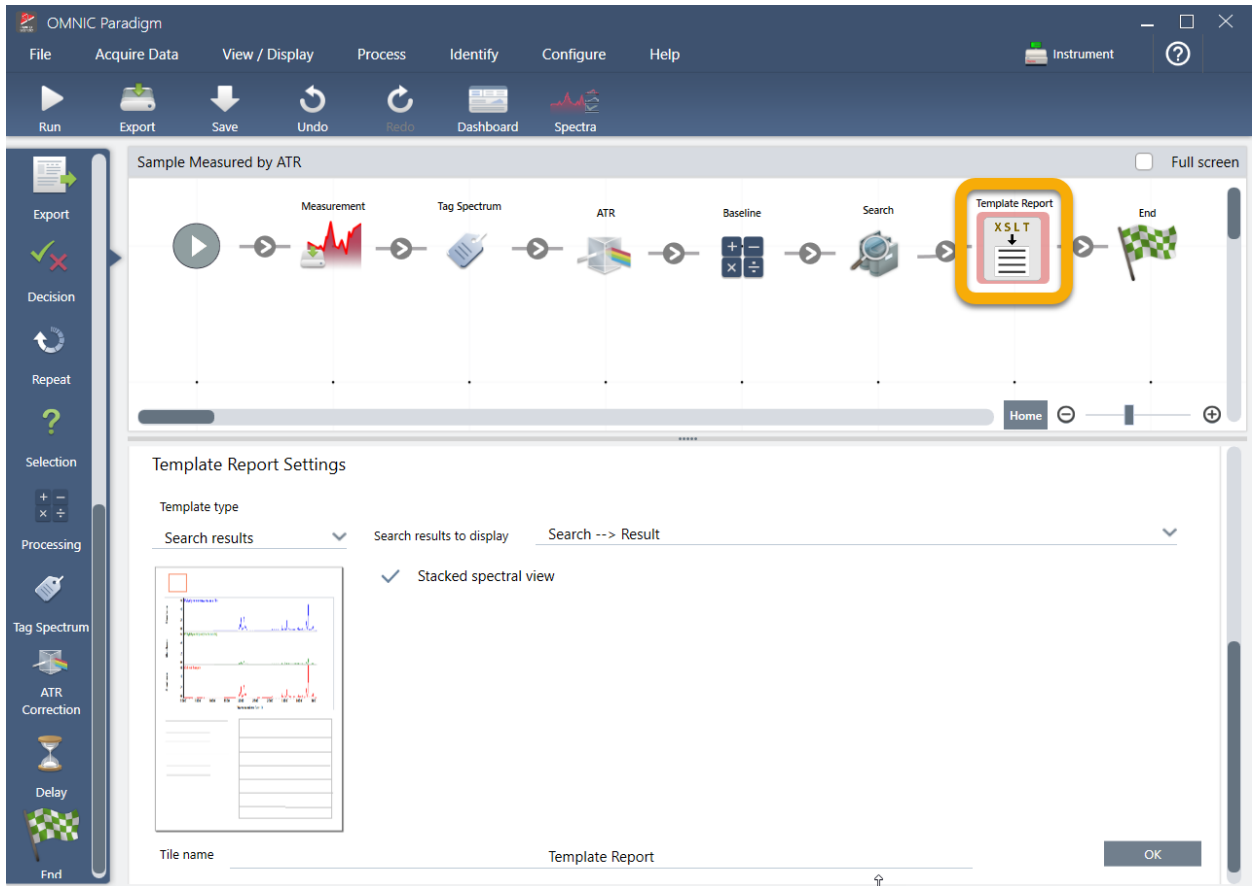 OMNIC Paradigm
File Acquire Data View / Display Process Identify Configure Help Instrument
Run Export Save Undo Redo Dashboard Spectra
Export
Decision
Repeat
Selection
Processing
Tag Spectrum
ATR
Correction
Delay
End
Sample Measured by ATR Full screen
Measurement Tag Spectrum ATR Baseline Search Template Report End
XSLT
Home
Template Report Settings
Template type
Search results Search results to display Search --> Result
Stacked spectral view
Tile name Template Report OK